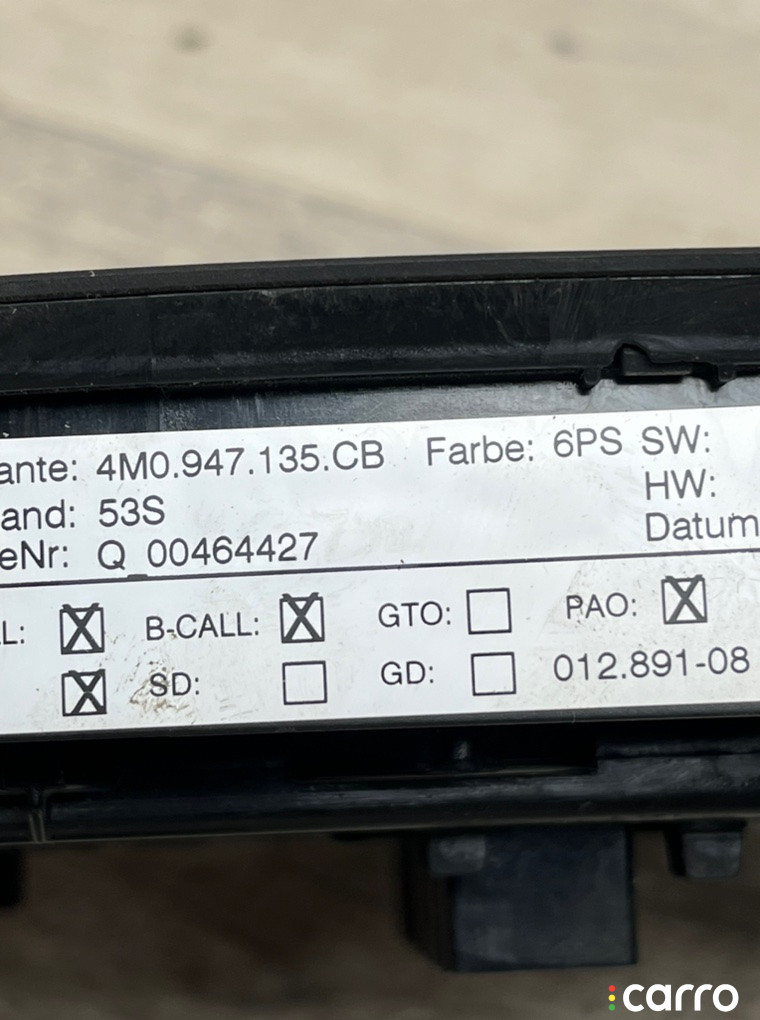 ante: 4M0.947.135.CB Farbe: 6PS SW:
and: 53S HW:
eNr: Q_00464427 Datum
L: ☒ B-CALL: ☒ GTO: ☐ PAO: ☒
☒ SD: ☐ GD: ☐ 012.891-08
carro